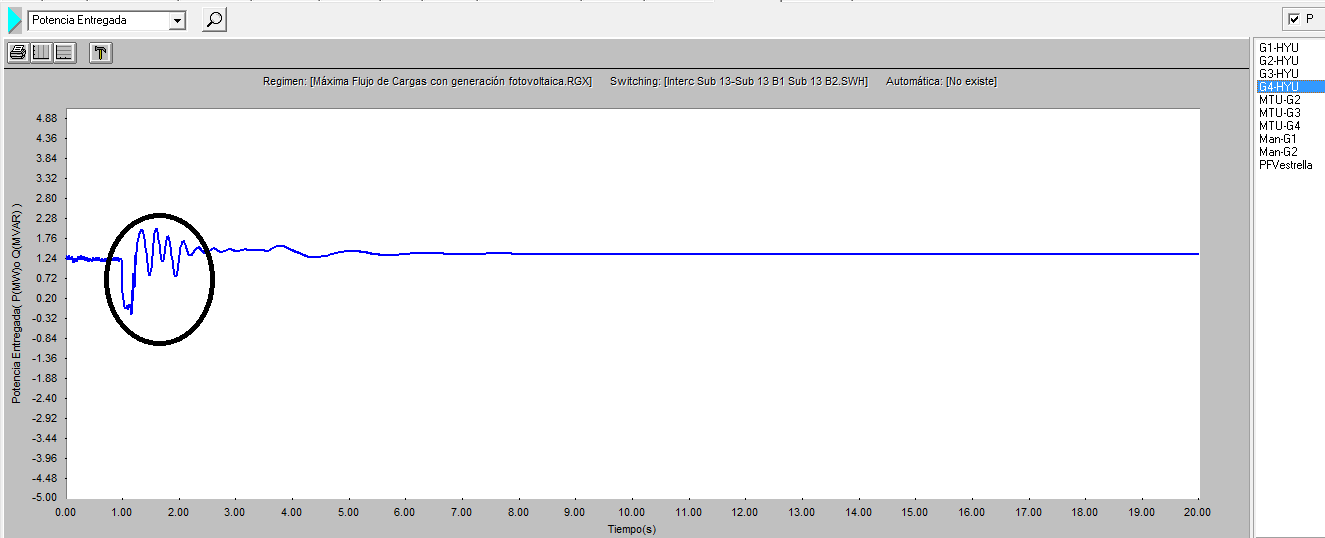 Potencia Entregada
P
Regimen: [Máxima Flujo de Cargas con generación fotovoltaica.RGX] Switching: [Interc Sub 13-Sub 13 B1 Sub 13 B2.SWH] Automática: [No existe]
G1-HYU
G2-HYU
G3-HYU
G4-HYU
MTU-G2
MTU-G3
MTU-G4
Man-G1
Man-G2
PFVestrella
Potencia Entregada( P(MW)o Q(MVAR) )
4.88
4.36
3.84
3.32
2.80
2.28
1.76
1.24
0.72
0.20
-0.32
-0.84
-1.36
-1.88
-2.40
-2.92
-3.44
-3.96
-4.48
-5.00
0.00 1.00 2.00 3.00 4.00 5.00 6.00 7.00 8.00 9.00 10.00 11.00 12.00 13.00 14.00 15.00 16.00 17.00 18.00 19.00 20.00
Tiempo(s)